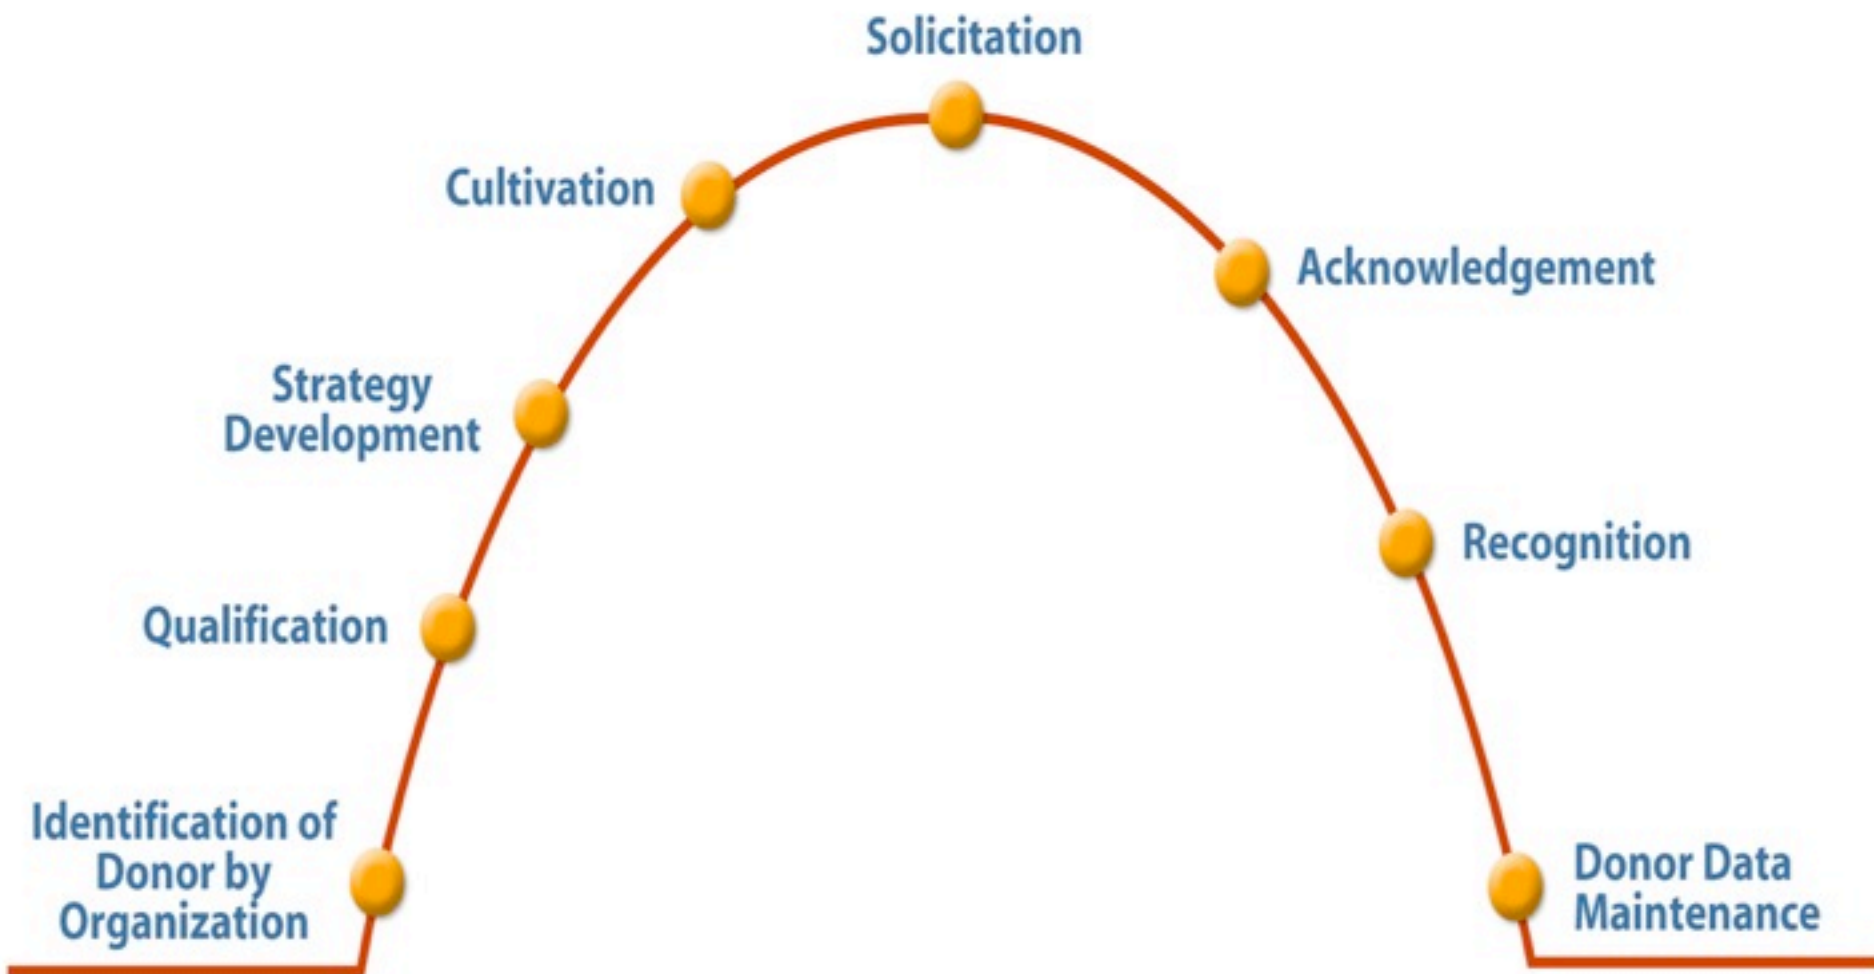 Solicitation
Cultivation
Acknowledgement
Strategy
Development
Recognition
Qualification
Identification of
Donor by
Organization
Donor Data
Maintenance